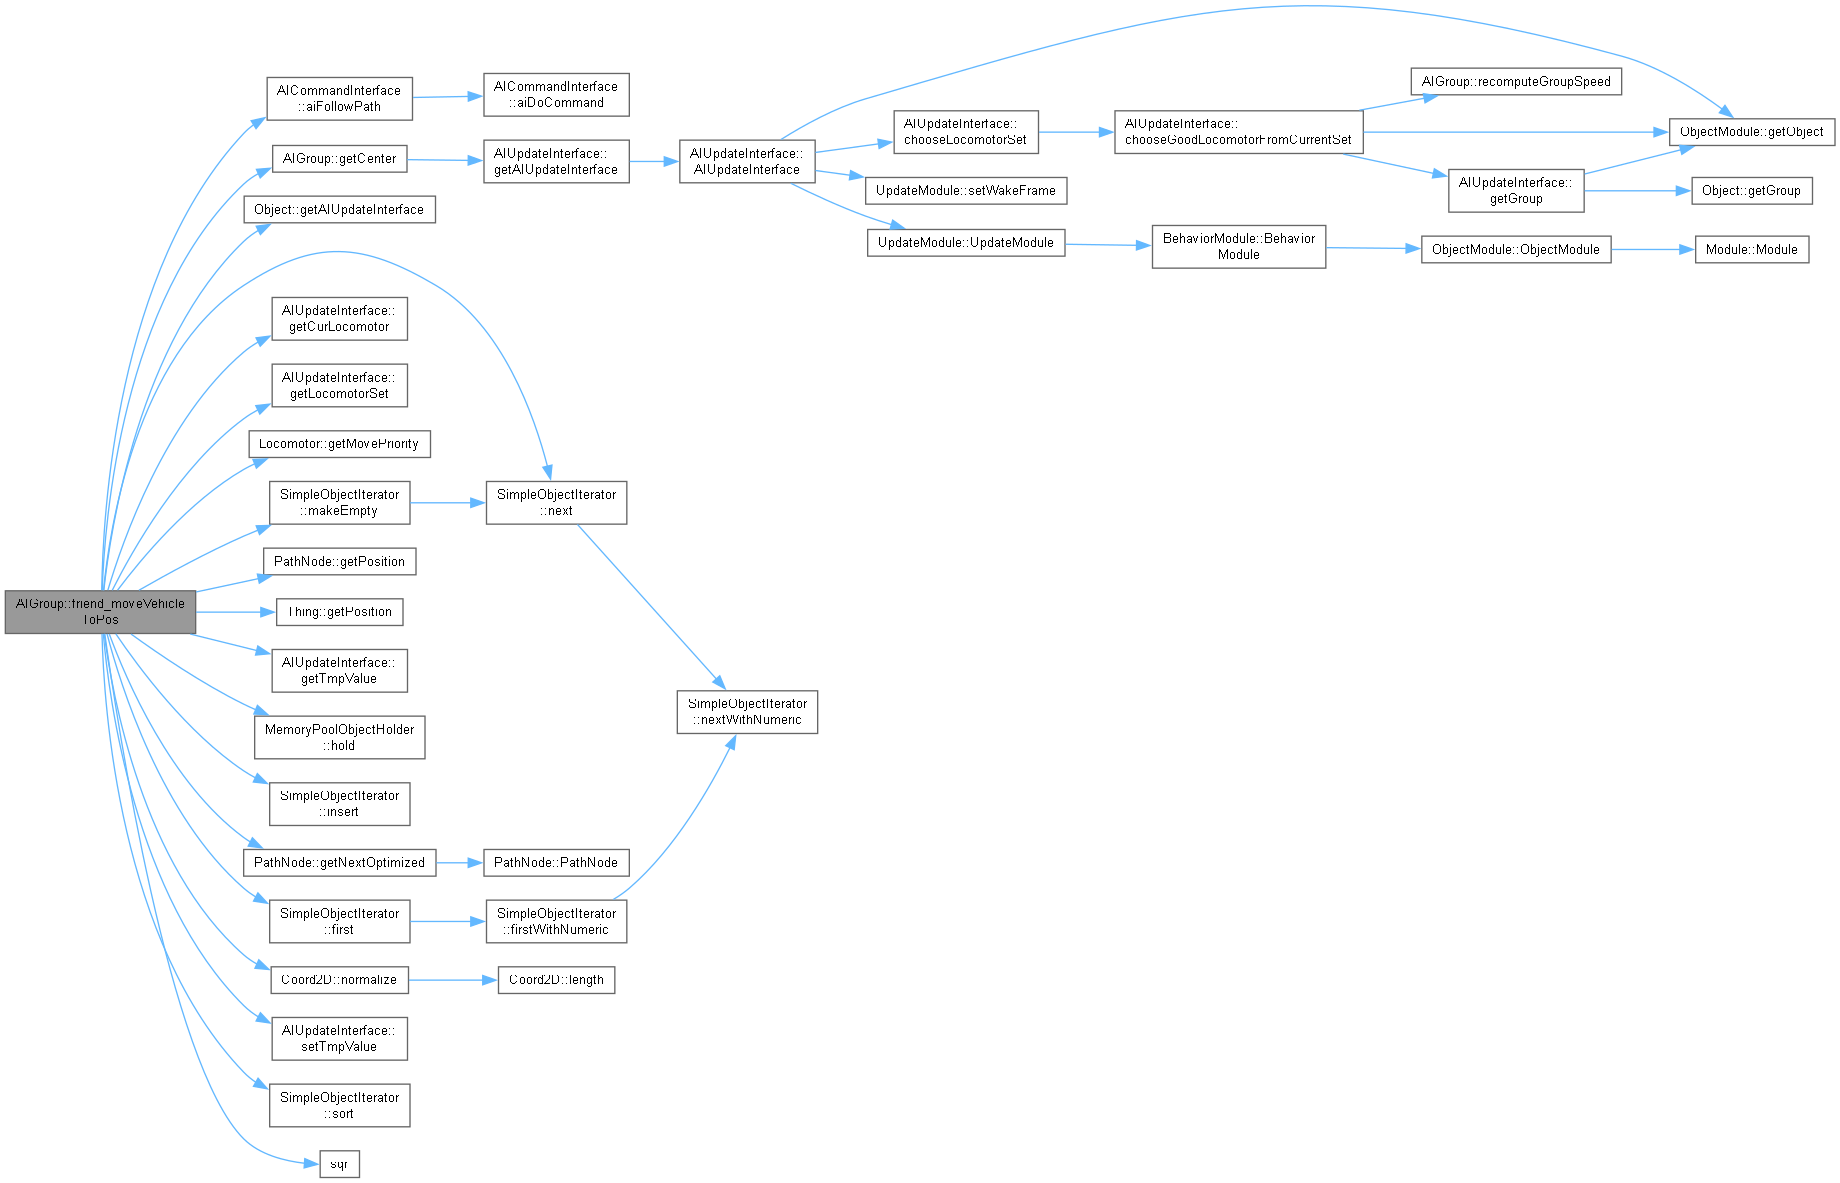 AIGroup::friend_moveVehicle
ToPos
AICommandInterface
::aiFollowPath
AICommandInterface
::aiDoCommand
AIGroup::getCenter
AIUpdateInterface::
getAIUpdateInterface
AIUpdateInterface::
AIUpdateInterface
AIUpdateInterface::
chooseLocomotorSet
AIUpdateInterface::
chooseGoodLocomotorFromCurrentSet
AIGroup::recomputeGroupSpeed
ObjectModule::getObject
AIUpdateInterface::
getGroup
Object::getGroup
UpdateModule::setWakeFrame
UpdateModule::UpdateModule
BehaviorModule::Behavior
Module
ObjectModule::ObjectModule
Module::Module
Object::getAIUpdateInterface
AIUpdateInterface::
getCurLocomotor
AIUpdateInterface::
getLocomotorSet
Locomotor::getMovePriority
SimpleObjectIterator
::makeEmpty
SimpleObjectIterator
::next
SimpleObjectIterator
::nextWithNumeric
PathNode::getPosition
Thing::getPosition
AIUpdateInterface::
getTmpValue
MemoryPoolObjectHolder
::hold
SimpleObjectIterator
::insert
PathNode::getNextOptimized
PathNode::PathNode
SimpleObjectIterator
::first
SimpleObjectIterator
::firstWithNumeric
Coord2D::normalize
Coord2D::length
AIUpdateInterface::
setTmpValue
SimpleObjectIterator
::sort
sqr